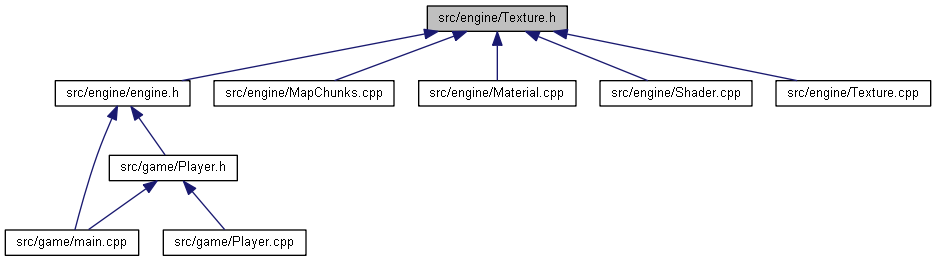 src/engine/Texture.h
src/engine/engine.h
src/engine/MapChunks.cpp
src/engine/Material.cpp
src/engine/Shader.cpp
src/engine/Texture.cpp
src/game/Player.h
src/game/main.cpp
src/game/Player.cpp